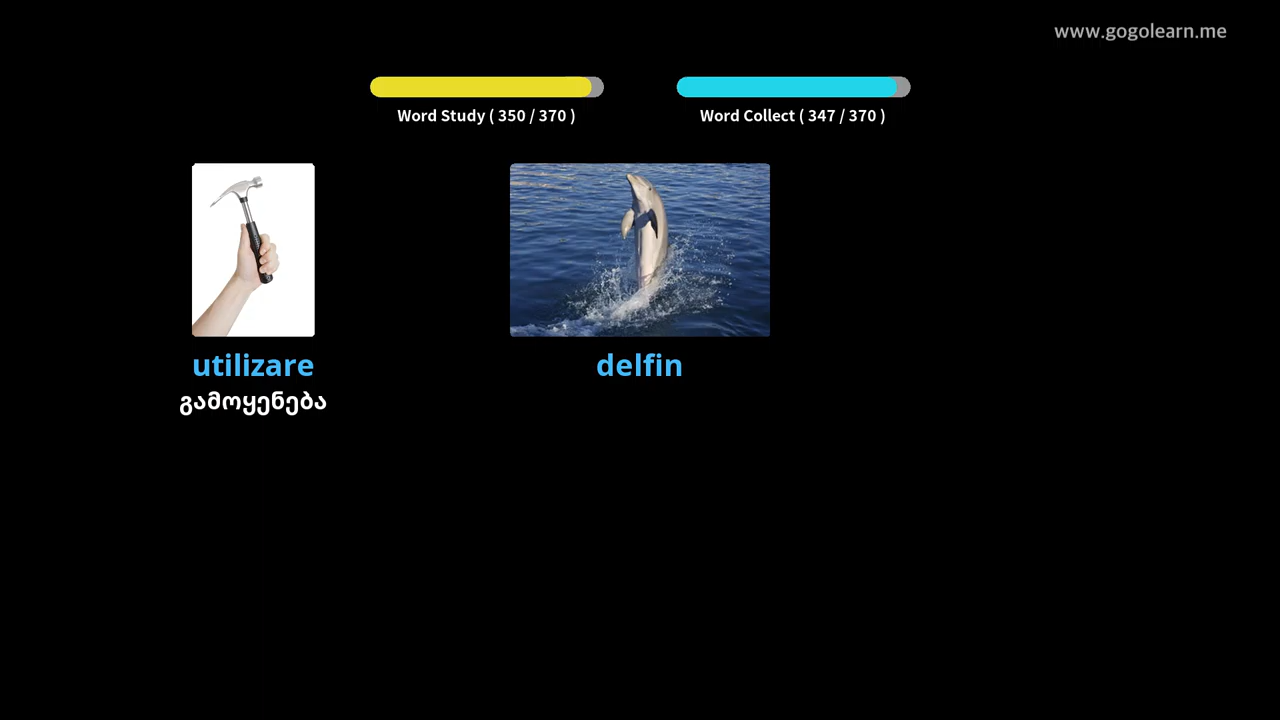 www.gogolearn.me
Word Study ( 350 / 370 )
Word Collect ( 347 / 370 )
utilizare
გამოყენება
delfin